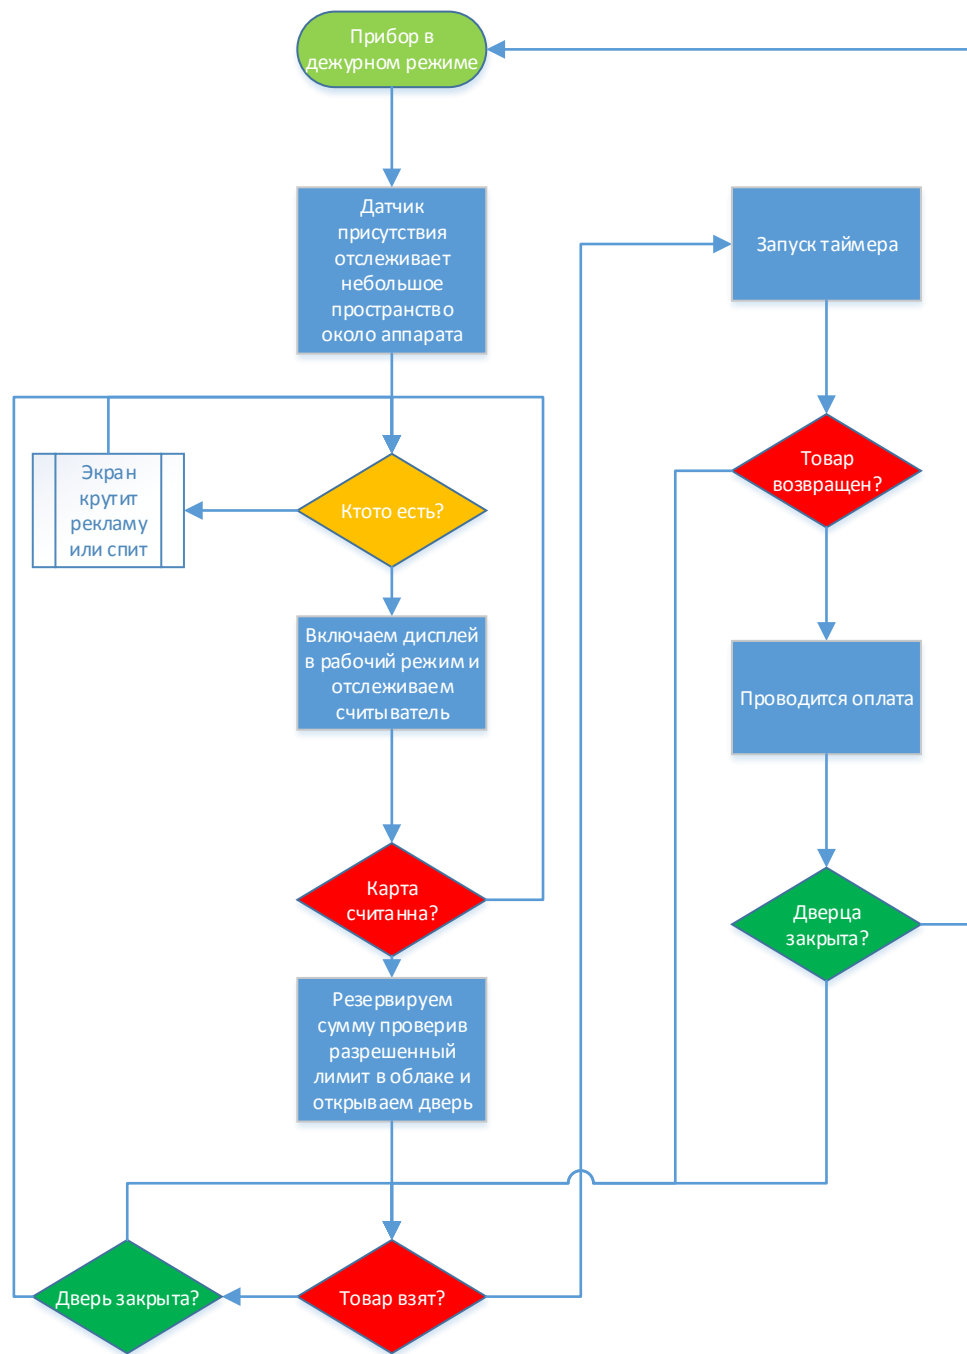 Прибор в
дежурном режиме
Датчик
присутствия
отслеживает
небольшое
пространство
около аппарата
Запуск таймера
Товар
возвращен?
Экран
крутит
рекламу
или спит
Ктото есть?
Включаем дисплей
в рабочий режим и
отслеживаем
считыватель
Проводится оплата
Карта
считанна?
Дверца
закрыта?
Резервируем
сумму проверив
разрешенный
лимит в облаке и
открываем дверь
Дверь закрыта?
Товар взят?